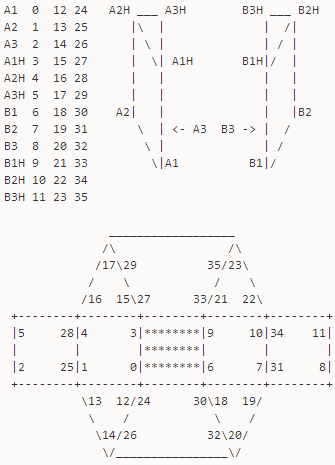 A1 0 12 24 A2H ___ A3H B3H ___ B2H
A2 1 13 25 |\ | | /|
A3 2 14 26 | \ | | / |
A1H 3 15 27 | \| A1H B1H|/ |
A2H 4 16 28 | | | |
A3H 5 17 29 | | | |
B1 6 18 30 A2| | | |B2
B2 7 19 31 \ | <- A3 B3 -> | /
B3 8 20 32 \ | | /
B1H 9 21 33 \|A1 B1|/
B2H 10 22 34
B3H 11 23 35
__________________
/\ /\
/17\29 35/23\
/ \ / \
/16 15\27 33/21 22\
+--------+--------+--------+--------+--------+
|5 28|4 3|********|9 10|34 11|
| | |********| | |
|2 25|1 0|********|6 7|31 8|
+--------+--------+--------+--------+--------+
\13 12/24 30\18 19/
\ / \ /
\14/26 32\20/
\/________________\/